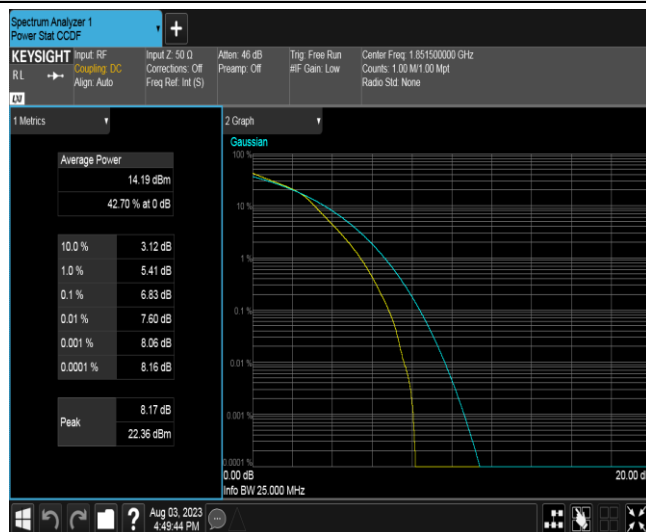 Spectrum Analyzer 1
Power Stat CCDF
KEYSIGHT
RL
Input: RF
Coupling: DC
Align: Auto
Input Z: 50 Ω
Corrections: Off
Freq Ref: Int (S)
Atten: 46 dB
Preamp: Off
Trig: Free Run
#IF Gain: Low
Center Freq: 1.851500000 GHz
Counts: 1.00 M/1.00 Mpt
Radio Std: None
LXI
1 Metrics
Average Power
14.19 dBm
42.70 % at 0 dB
10.0 % 3.12 dB
1.0 % 5.41 dB
0.1 % 6.83 dB
0.01 % 7.60 dB
0.001 % 8.06 dB
0.0001 % 8.16 dB
Peak
8.17 dB
22.36 dBm
2 Graph
Gaussian
100 %
10 %
1 %
0.1 %
0.01 %
0.001 %
0.0001 %
0.00 dB
20.00 d
Info BW 25.000 MHz
?
Aug 03, 2023
4:49:44 PM